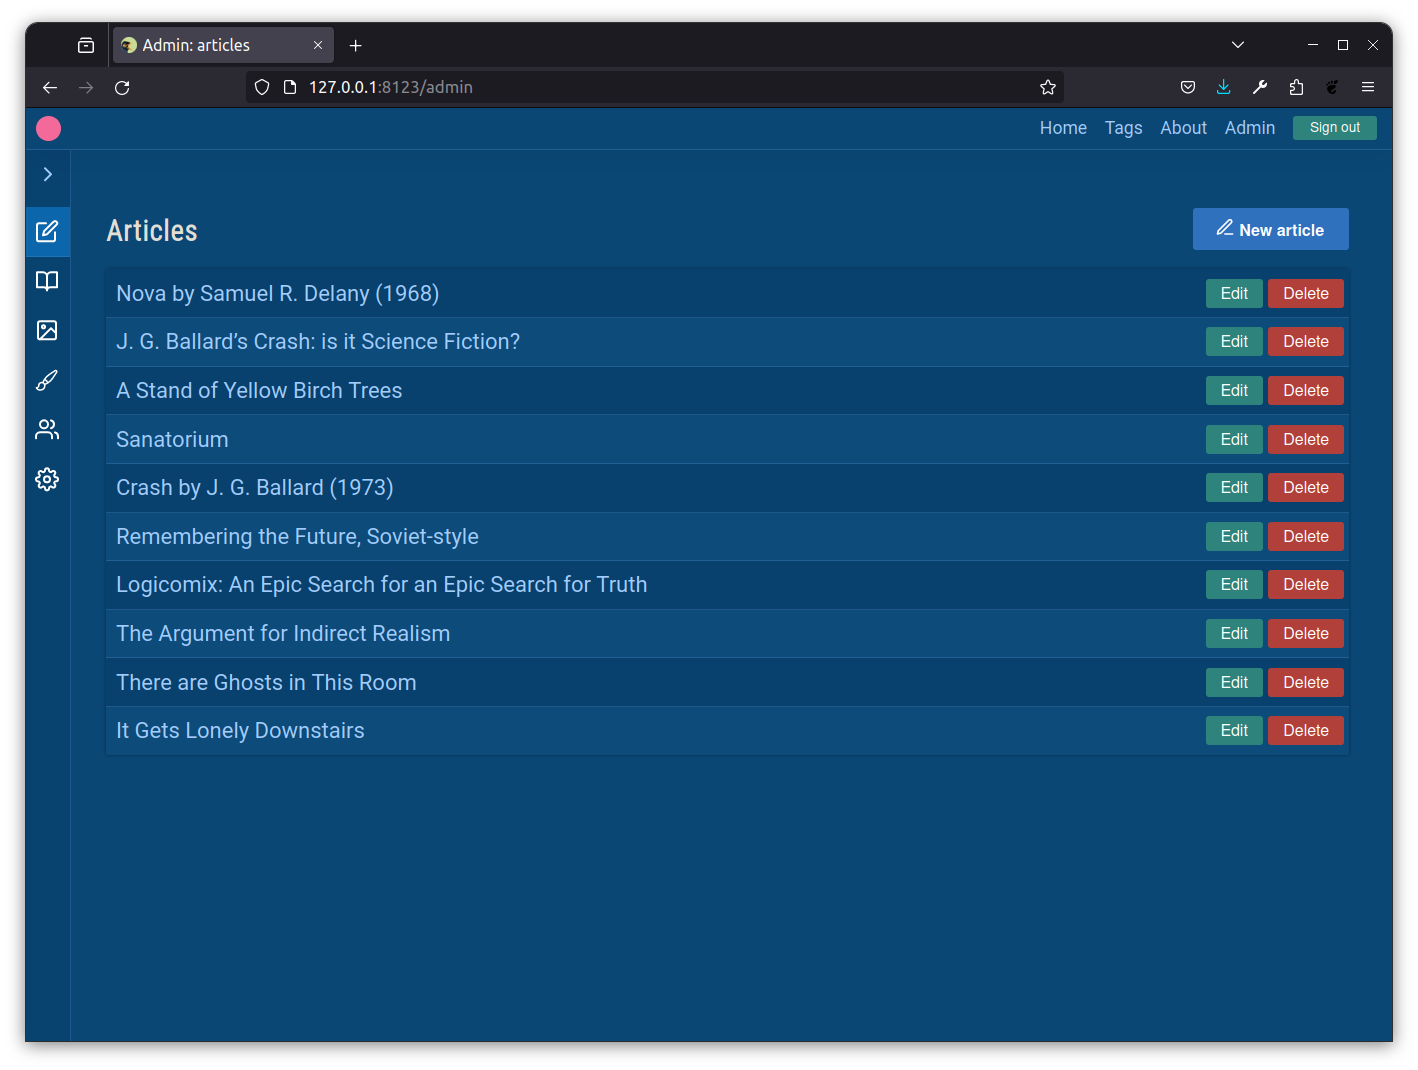 Admin: articles
127.0.0.1:8123/admin
Home Tags About Admin Sign out
Articles
New article
Nova by Samuel R. Delany (1968) Edit Delete
J. G. Ballard’s Crash: is it Science Fiction? Edit Delete
A Stand of Yellow Birch Trees Edit Delete
Sanatorium Edit Delete
Crash by J. G. Ballard (1973) Edit Delete
Remembering the Future, Soviet-style Edit Delete
Logicomix: An Epic Search for an Epic Search for Truth Edit Delete
The Argument for Indirect Realism Edit Delete
There are Ghosts in This Room Edit Delete
It Gets Lonely Downstairs Edit Delete